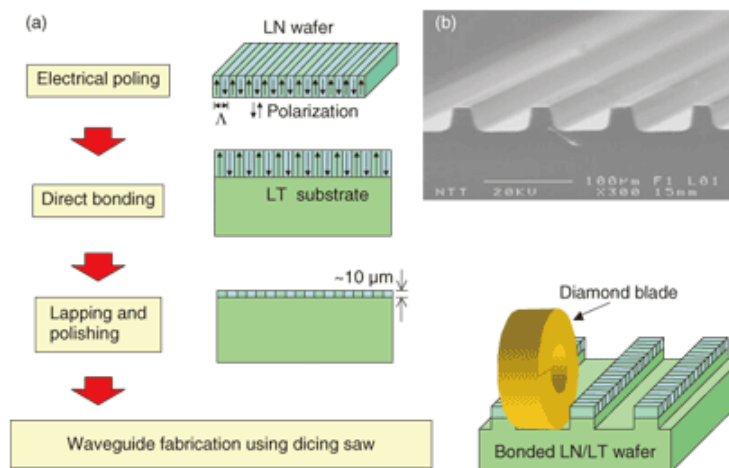 (a)
LN wafer
Electrical poling
Λ
↓↑ Polarization
Direct bonding
LT substrate
~10 μm
Lapping and
polishing
Waveguide fabrication using dicing saw
(b)
100μm F1 L01
NTT 20KV X300 15mm
Diamond blade
Bonded LN/LT wafer